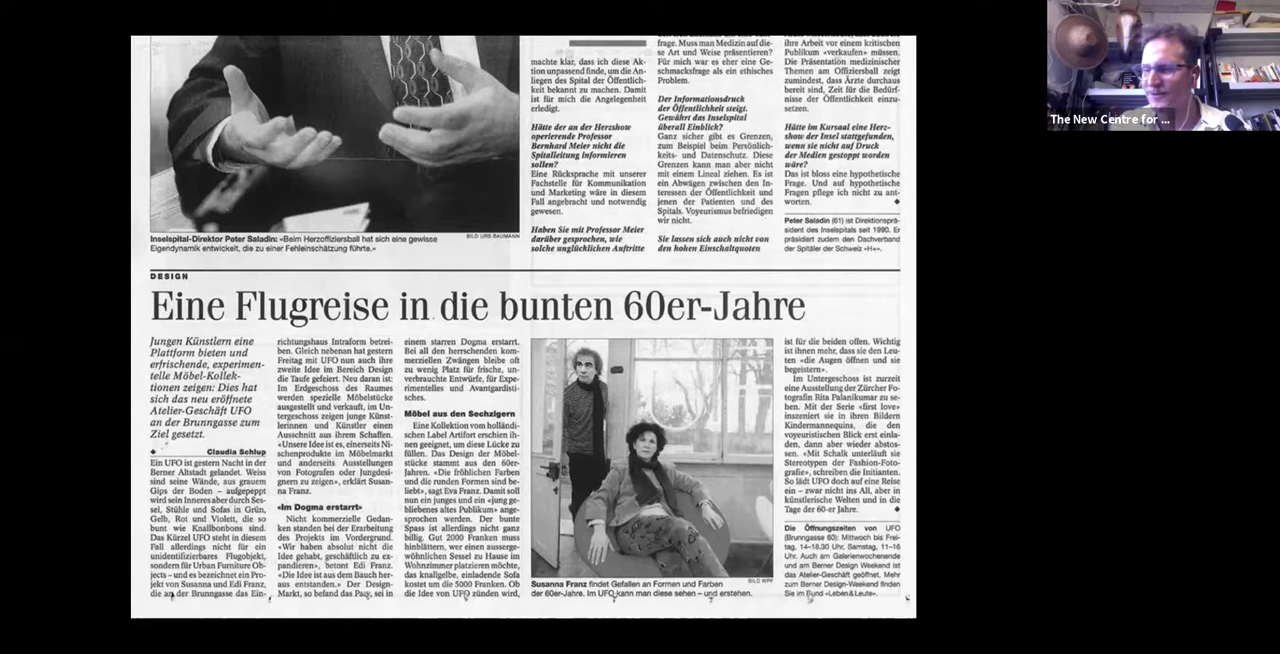 machte klar, dass ich diese Ak-
tion unpassend finde, um die An-
liegen des Spital der Öffentlich-
keit bekannt zu machen. Damit
ist für mich die Angelegenheit
erledigt.
Hätte der an der Herzshow
operierende Professor
Bernhard Meier nicht die
Spitalleitung informieren
sollen?
Eine Rücksprache mit unserer
Fachstelle für Kommunikation
und Marketing wäre in diesem
Fall angebracht und notwendig
gewesen.
Haben Sie mit Professor Meier
darüber gesprochen, wie
solche unglücklichen Auftritte
frage. Muss man Medizin auf die-
se Art und Weise präsentieren?
Für mich war es eher eine Ge-
schmacksfrage als ein ethisches
Problem.
Der Informationsdruck
der Öffentlichkeit steigt.
Gewährt das Inselspital
überall Einblick?
Ganz sicher gibt es Grenzen,
zum Beispiel beim Persönlich-
keits- und Datenschutz. Diese
Grenzen kann man aber nicht
mit einem Lineal ziehen. Es ist
ein Abwägen zwischen den In-
teressen der Öffentlichkeit und
jenen der Patienten und des
Spitals. Voyeurismus befriedigen
wir nicht.
Sie lassen sich auch nicht von
den hohen Einschaltquoten
ihre Arbeit vor einem kritischen
Publikum «verkaufen» müssen.
Die Präsentation medizinischer
Themen am Offiziersball zeigt
zumindest, dass Ärzte durchaus
bereit sind, Zeit für die Bedürf-
nisse der Öffentlichkeit einzu-
setzen.
Hätte im Kursaal eine Herz-
show der Insel stattgefunden,
wenn sie nicht auf Druck
der Medien gestoppt worden
wäre?
Das ist bloss eine hypothetische
Frage. Und auf hypothetische
Fragen pflege ich nicht zu ant-
worten.
Peter Saladin (61) ist Direktionsprä-
sident des Inselspitals seit 1990. Er
präsidiert zudem den Dachverband
der Spitäler der Schweiz «H+».
BILD URS BAUMANN
Inselspital-Direktor Peter Saladin: «Beim Herzoffiziersball hat sich eine gewisse
Eigendynamik entwickelt, die zu einer Fehleinschätzung führte.»
DESIGN
Eine Flugreise in die bunten 60er-Jahre
Jungen Künstlern eine
Plattform bieten und
erfrischende, experimen-
telle Möbel-Kollek-
tionen zeigen: Dies hat
sich das neu eröffnete
Atelier-Geschäft UFO
an der Brunngasse zum
Ziel gesetzt.
Claudia Schlup
Ein UFO ist gestern Nacht in der
Berner Altstadt gelandet. Weiss
sind seine Wände, aus grauem
Gips der Boden – aufgepeppt
wird sein Inneres aber durch Ses-
sel, Stühle und Sofas in Grün,
Gelb, Rot und Violett, die so
bunt wie Knallbonbons sind.
Das Kürzel UFO steht in diesem
Fall allerdings nicht für ein
unidentifizierbares Flugobjekt,
sondern für Urban Furniture Ob-
jects – und es bezeichnet ein Pro-
jekt von Susanna und Edi Franz,
die an der Brunngasse das Ein-
richtungshaus Intraform betrei-
ben. Gleich nebenan hat gestern
Freitag mit UFO nun auch ihre
zweite Idee im Bereich Design
die Taufe gefeiert. Neu daran ist:
Im Erdgeschoss des Raumes
werden spezielle Möbelstücke
ausgestellt und verkauft, im Un-
tergeschoss zeigen junge Künst-
lerinnen und Künstler einen
Ausschnitt aus ihrem Schaffen.
«Unsere Idee ist es, einerseits Ni-
schenprodukte im Möbelmarkt
und anderseits Ausstellungen
von Fotografen oder Jungdesi-
gnern zu zeigen», erklärt Susan-
na Franz.
«Im Dogma erstarrt»
Nicht kommerzielle Gedan-
ken standen bei der Erarbeitung
des Projekts im Vordergrund.
«Wir haben absolut nicht die
Idee gehabt, geschäftlich zu ex-
pandieren», betont Edi Franz.
«Die Idee ist aus dem Bauch her-
aus entstanden.» Der Design-
Markt, so befand das Paar, sei in
einem starren Dogma erstarrt.
Bei all den herrschenden kom-
merziellen Zwängen bleibe oft
zu wenig Platz für frische, un-
verbrauchte Entwürfe, für Expe-
rimentelles und Avantgardisti-
sches.
Möbel aus den Sechzigern
Eine Kollektion vom holländi-
schen Label Artifort erschien ih-
nen geeignet, um diese Lücke zu
füllen. Das Design der Möbel-
stücke stammt aus den 60er-
Jahren. «Die fröhlichen Farben
und die runden Formen sind be-
liebt», sagt Eva Franz. Damit soll
nun ein junges und ein «jung ge-
bliebenes altes Publikum» ange-
sprochen werden. Der bunte
Spass ist allerdings nicht ganz
billig. Gut 2000 Franken muss
hinblättern, wer einen ausserge-
wöhnlichen Sessel zu Hause im
Wohnzimmer platzieren möchte,
das knallgelbe, einladende Sofa
kostet um die 5000 Franken. Ob
die Idee von UFO zünden wird,
BILD WPF
Susanna Franz findet Gefallen an Formen und Farben
der 60er-Jahre. Im UFO kann man diese sehen – und erstehen.
ist für die beiden offen. Wichtig
ist ihnen mehr, dass sie den Leu-
ten «die Augen öffnen und sie
begeistern».
Im Untergeschoss ist zurzeit
eine Ausstellung der Zürcher Fo-
tografin Rita Palanikumar zu se-
hen. Mit der Serie «first love»
inszeniert sie in ihren Bildern
Kindermannequins, die den
voyeuristischen Blick erst einla-
den, dann aber wieder abstos-
sen. «Mit Schalk unterläuft sie
Stereotypen der Fashion-Foto-
grafie», schreiben die Initianten.
So lädt UFO doch auf eine Reise
ein – zwar nicht ins All, aber in
künstlerische Welten und in die
Tage der 60-er Jahre.
Die Öffnungszeiten von UFO
(Brunngasse 60): Mittwoch bis Frei-
tag, 14–18.30 Uhr, Samstag, 11–16
Uhr. Auch am Galerienwochenende
und am Berner Design Weekend ist
das Atelier-Geschäft geöffnet. Mehr
zum Berner Design-Weekend finden
Sie im Bund «Leben&Leute».
The New Centre for ...